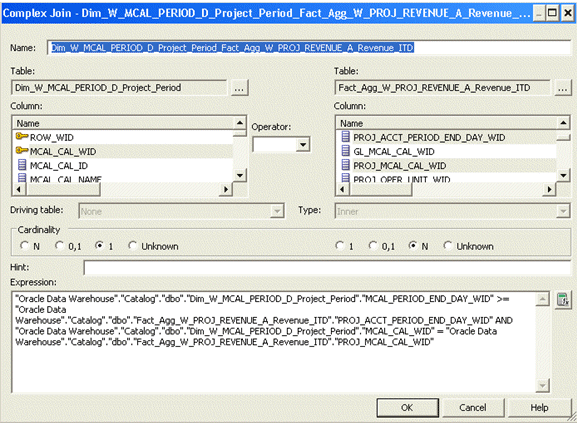 Complex Join - Dim_W_MCAL_PERIOD_D_Project_Period_Fact_Agg_W_PROJ_REVENUE_A_Revenue_...
Name: Dim_W_MCAL_PERIOD_D_Project_Period_Fact_Agg_W_PROJ_REVENUE_A_Revenue_ITD
Table: Table:
Dim_W_MCAL_PERIOD_D_Project_Period ... Fact_Agg_W_PROJ_REVENUE_A_Revenue_ITD ...
Column: Column:
Name Operator: Name
ROW_WID PROJ_ACCT_PERIOD_END_DAY_WID
MCAL_CAL_WID GL_MCAL_CAL_WID
MCAL_CAL_ID PROJ_MCAL_CAL_WID
MCAL_CAL_NAME PROJ_OPER_UNIT_WID
Driving table: None Type: Inner
Cardinality
N 0,1 1 Unknown 1 0,1 N Unknown
Hint:
Expression:
"Oracle Data Warehouse"."Catalog"."dbo"."Dim_W_MCAL_PERIOD_D_Project_Period"."MCAL_PERIOD_END_DAY_WID" >=
"Oracle Data
Warehouse"."Catalog"."dbo"."Fact_Agg_W_PROJ_REVENUE_A_Revenue_ITD"."PROJ_ACCT_PERIOD_END_DAY_WID" AND
"Oracle Data Warehouse"."Catalog"."dbo"."Dim_W_MCAL_PERIOD_D_Project_Period"."MCAL_CAL_WID" = "Oracle Data
Warehouse"."Catalog"."dbo"."Fact_Agg_W_PROJ_REVENUE_A_Revenue_ITD"."PROJ_MCAL_CAL_WID"
OK Cancel Help